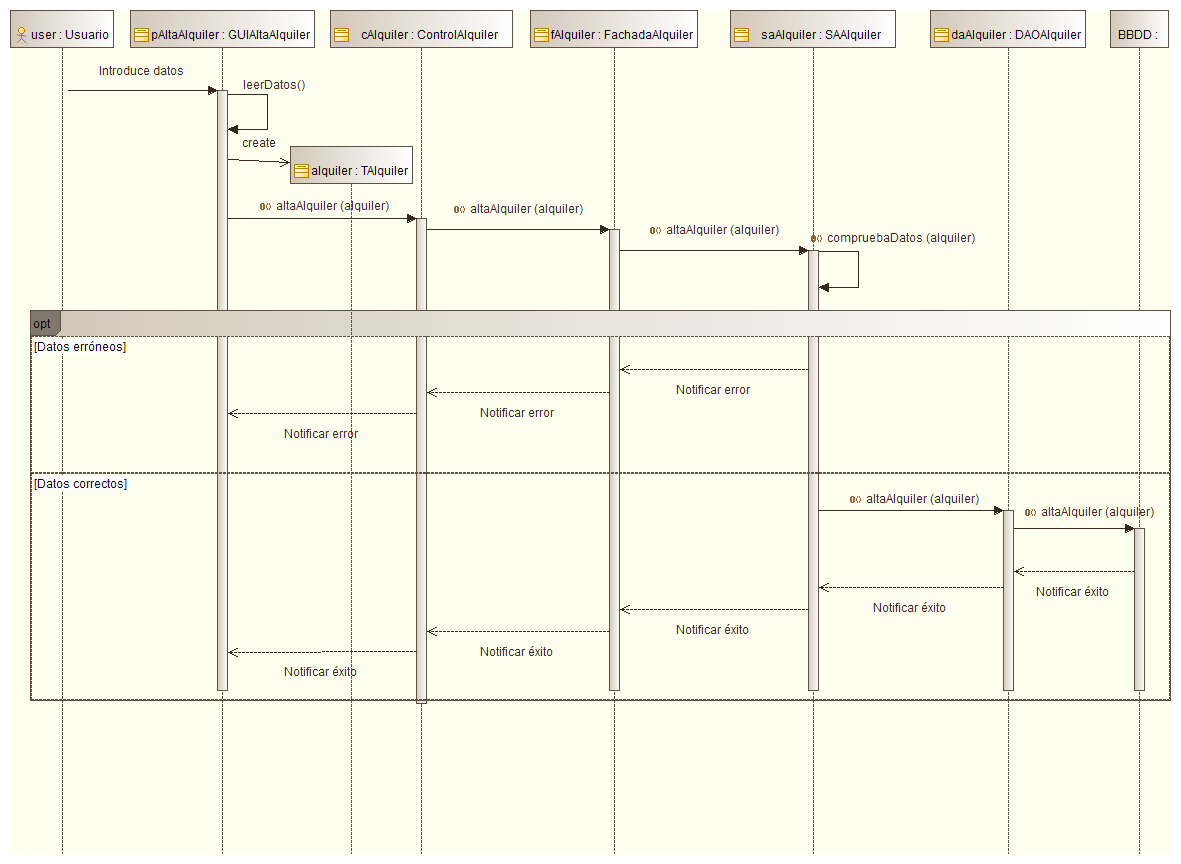 user : Usuario
pAltaAlquiler : GUIAltaAlquiler
cAlquiler : ControlAlquiler
fAlquiler : FachadaAlquiler
saAlquiler : SAAlquiler
daAlquiler : DAOAlquiler
BBDD :
Introduce datos
leerDatos()
create
alquiler : TAlquiler
altaAlquiler (alquiler)
altaAlquiler (alquiler)
altaAlquiler (alquiler)
compruebaDatos (alquiler)
opt
[Datos erróneos]
Notificar error
Notificar error
Notificar error
[Datos correctos]
altaAlquiler (alquiler)
altaAlquiler (alquiler)
Notificar éxito
Notificar éxito
Notificar éxito
Notificar éxito
Notificar éxito